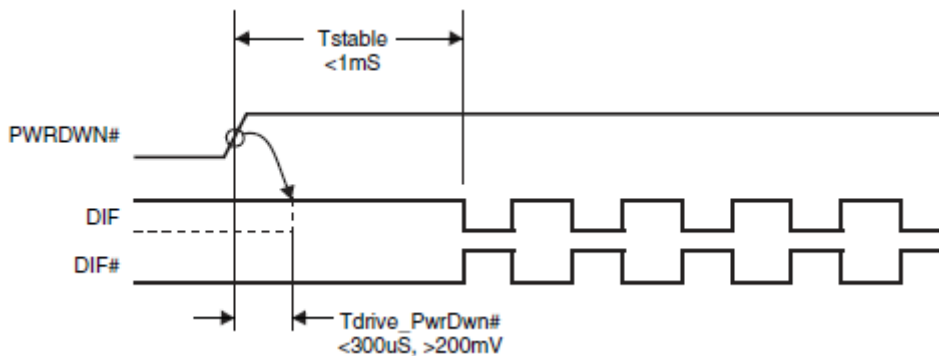 Tstable
<1mS
PWRDWN#
DIF
DIF#
Tdrive_PwrDwn#
<300uS, >200mV